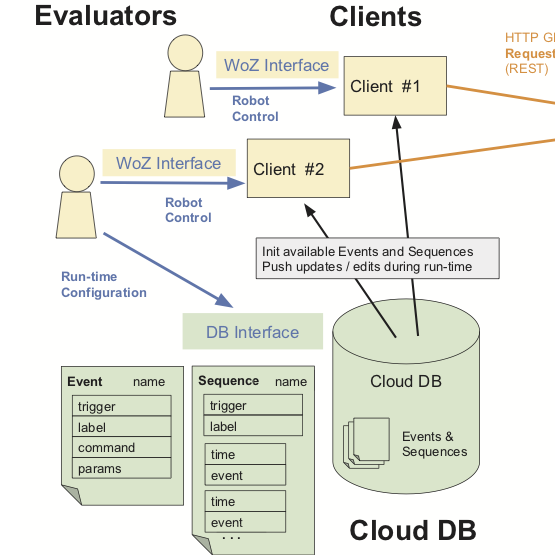 Evaluators
Clients
HTTP
Request
(REST)
WoZ Interface
Client #1
Robot
Control
WoZ Interface
Client #2
Robot
Control
Init available Events and Sequences
Push updates / edits during run-time
Run-time
Configuration
DB Interface
Event name
trigger
label
command
params
Sequence name
trigger
label
time
event
time
event
. . .
Cloud DB
Events &
Sequences
Cloud DB